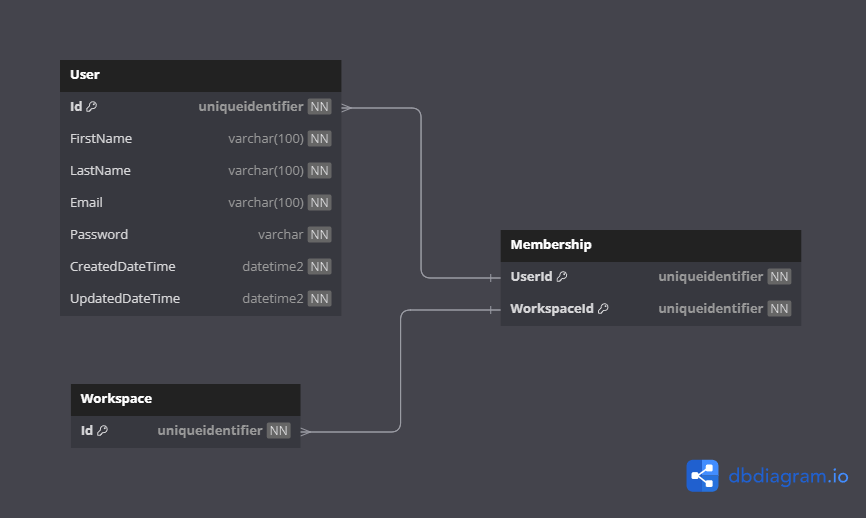 User
Id uniqueidentifier NN
FirstName varchar(100) NN
LastName varchar(100) NN
Email varchar(100) NN
Password varchar NN
CreatedDateTime datetime2 NN
UpdatedDateTime datetime2 NN
Membership
UserId uniqueidentifier NN
WorkspaceId uniqueidentifier NN
Workspace
Id uniqueidentifier NN
dbdiagram.io